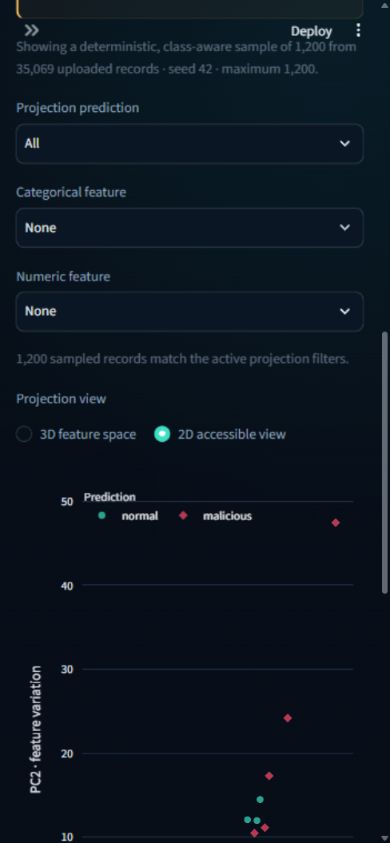 Deploy
Showing a deterministic, class-aware sample of 1,200 from
35,069 uploaded records · seed 42 · maximum 1,200.
Projection prediction
All
Categorical feature
None
Numeric feature
None
1,200 sampled records match the active projection filters.
Projection view
3D feature space
2D accessible view
Prediction
normal
malicious
50
40
30
20
10
PC2 · feature variation